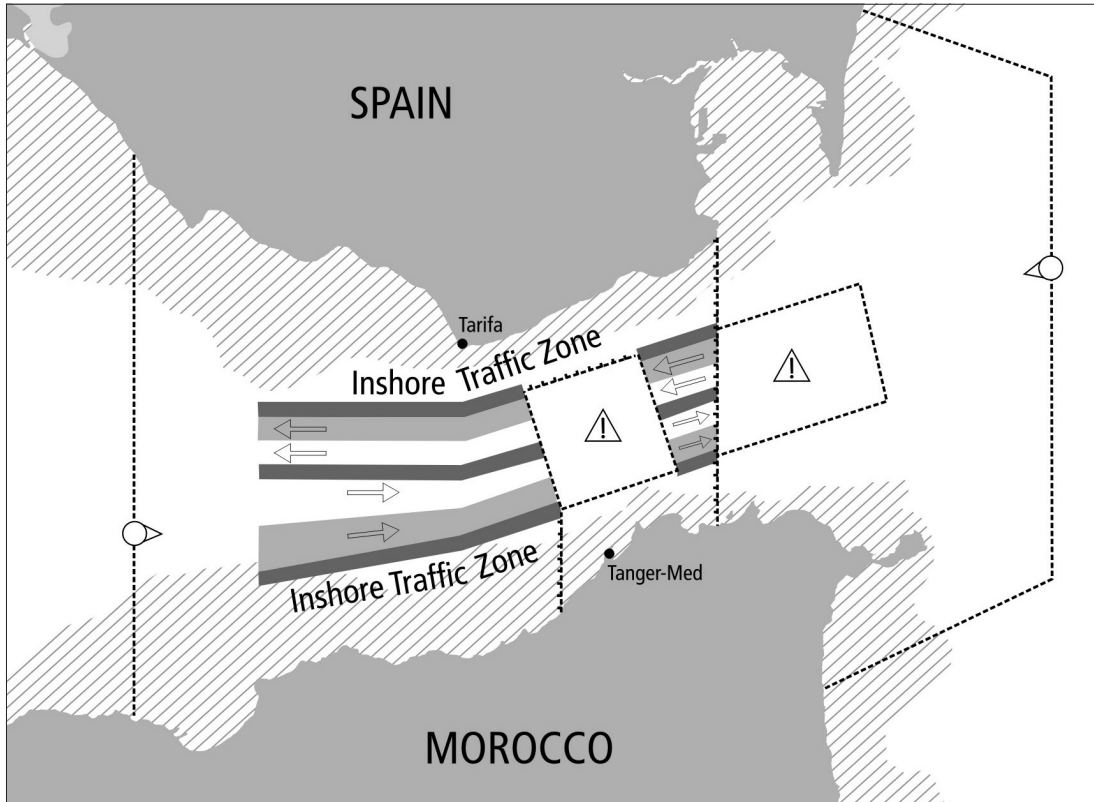 SPAIN
Tarifa
Inshore Traffic Zone
Inshore Traffic Zone
Tanger-Med
MOROCCO